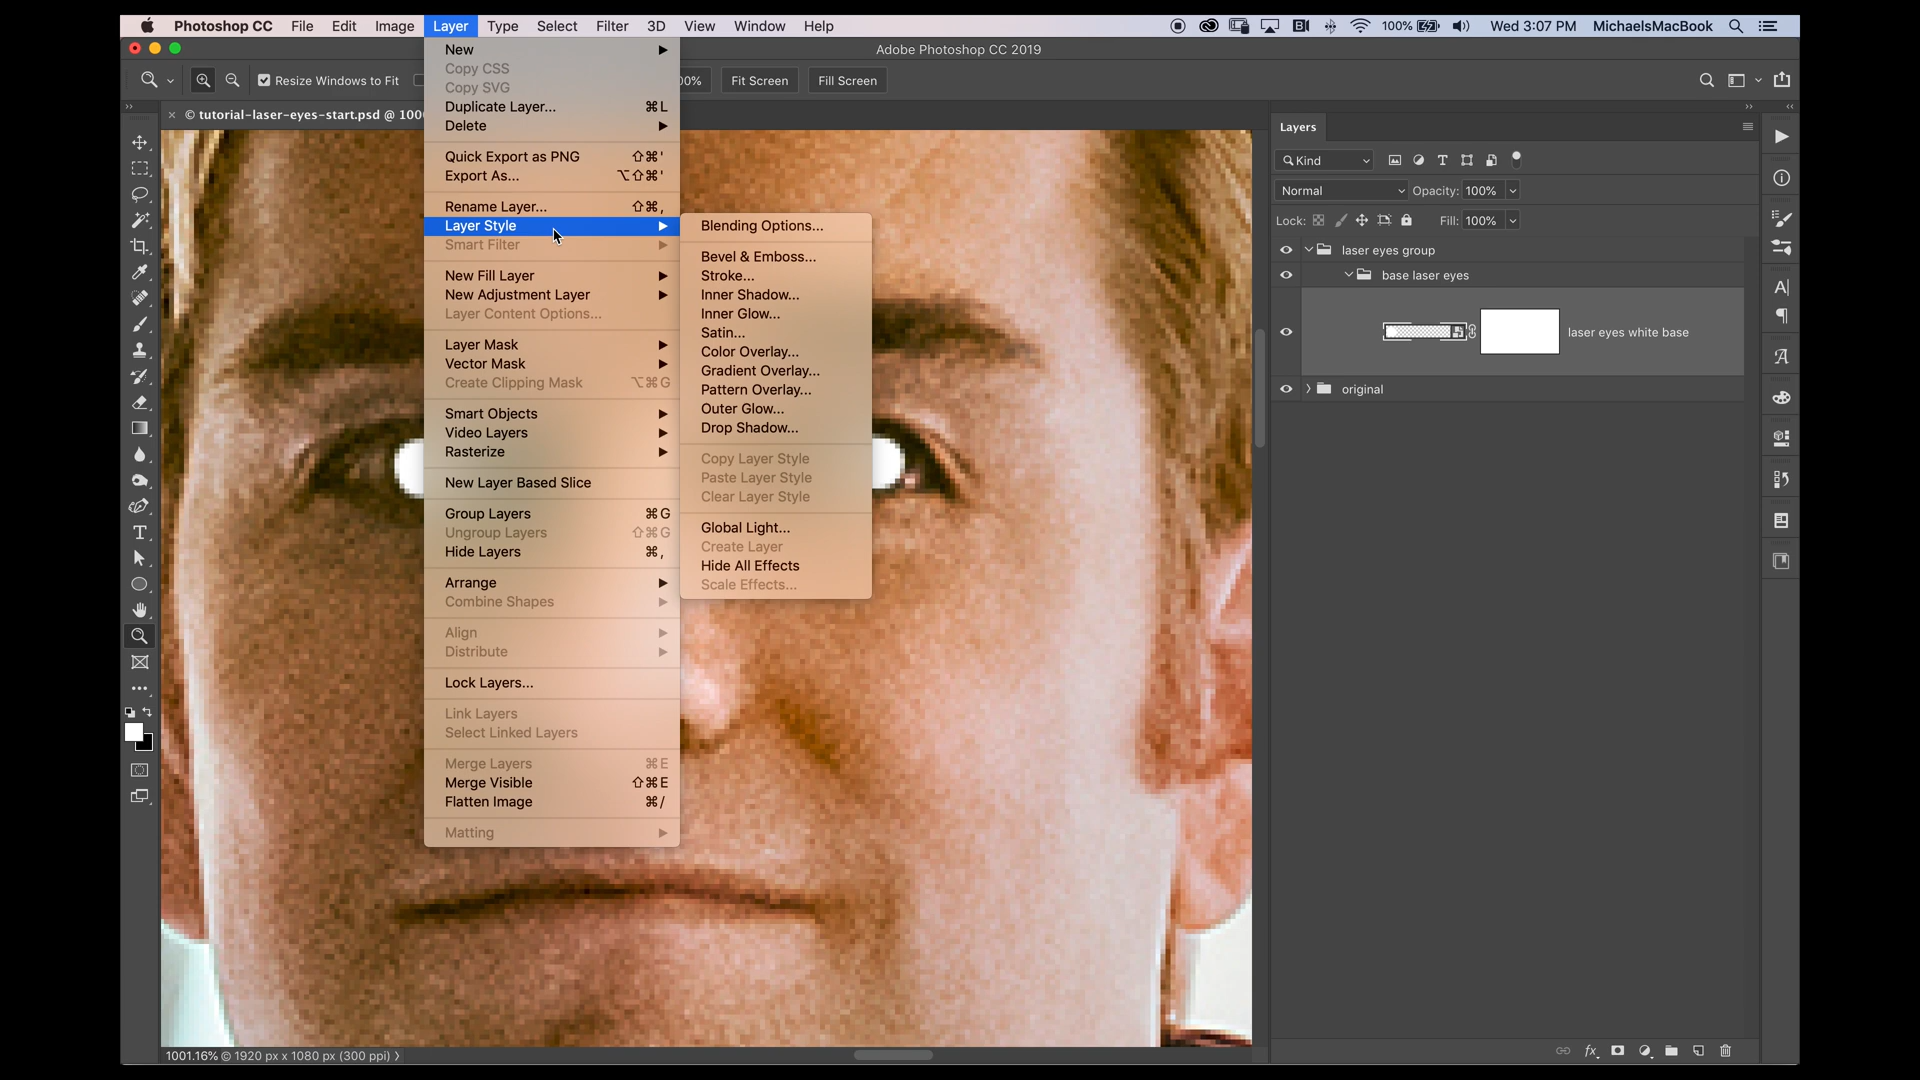 Photoshop CC File Edit Image Layer Type Select Filter 3D View Window Help 100% Wed 3:07 PM MichaelsMacBook
Adobe Photoshop CC 2019
Resize Windows to Fit 00% Fit Screen Fill Screen
© tutorial-laser-eyes-start.psd @ 100
New
Copy CSS
Copy SVG
Duplicate Layer... ⌘L
Delete
Quick Export as PNG ⇧⌘'
Export As... ⌥⇧⌘'
Rename Layer... ⇧⌘,
Layer Style
Smart Filter
New Fill Layer
New Adjustment Layer
Layer Content Options...
Layer Mask
Vector Mask
Create Clipping Mask ⌥⌘G
Smart Objects
Video Layers
Rasterize
New Layer Based Slice
Group Layers ⌘G
Ungroup Layers ⇧⌘G
Hide Layers ⌘,
Arrange
Combine Shapes
Align
Distribute
Lock Layers...
Link Layers
Select Linked Layers
Merge Layers ⌘E
Merge Visible ⇧⌘E
Flatten Image ⌘/
Matting
Blending Options...
Bevel & Emboss...
Stroke...
Inner Shadow...
Inner Glow...
Satin...
Color Overlay...
Gradient Overlay...
Pattern Overlay...
Outer Glow...
Drop Shadow...
Copy Layer Style
Paste Layer Style
Clear Layer Style
Global Light...
Create Layer
Hide All Effects
Scale Effects...
Layers
Kind
Normal Opacity: 100%
Lock: Fill: 100%
laser eyes group
base laser eyes
laser eyes white base
original
fx
1001.16% © 1920 px x 1080 px (300 ppi)